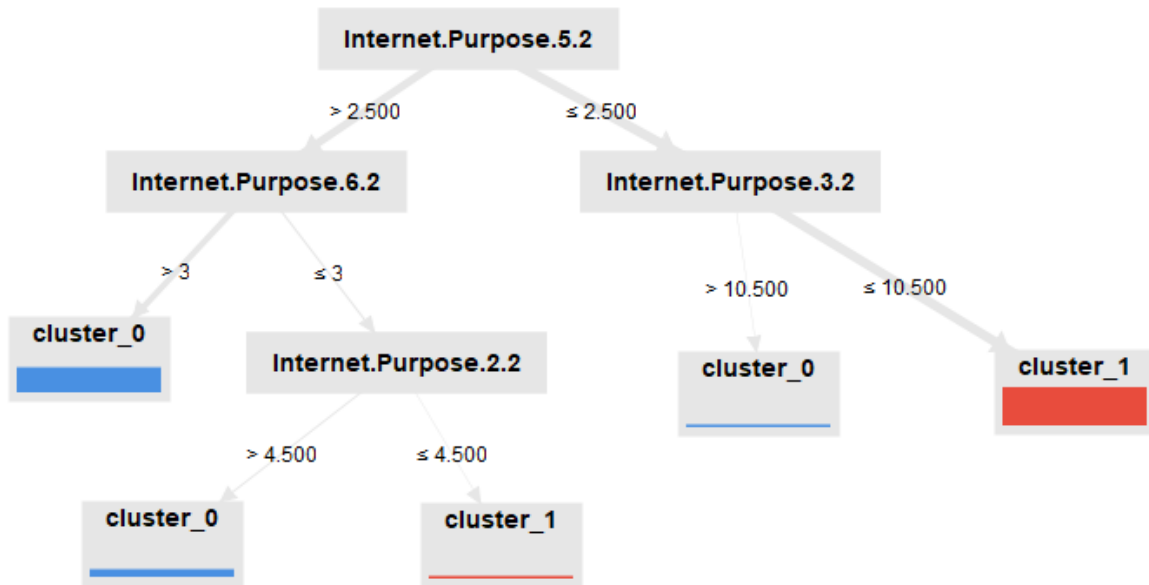 Internet.Purpose.5.2
> 2.500
≤ 2.500
Internet.Purpose.6.2
Internet.Purpose.3.2
> 3
≤ 3
> 10.500
≤ 10.500
cluster_0
Internet.Purpose.2.2
cluster_0
cluster_1
> 4.500
≤ 4.500
cluster_0
cluster_1